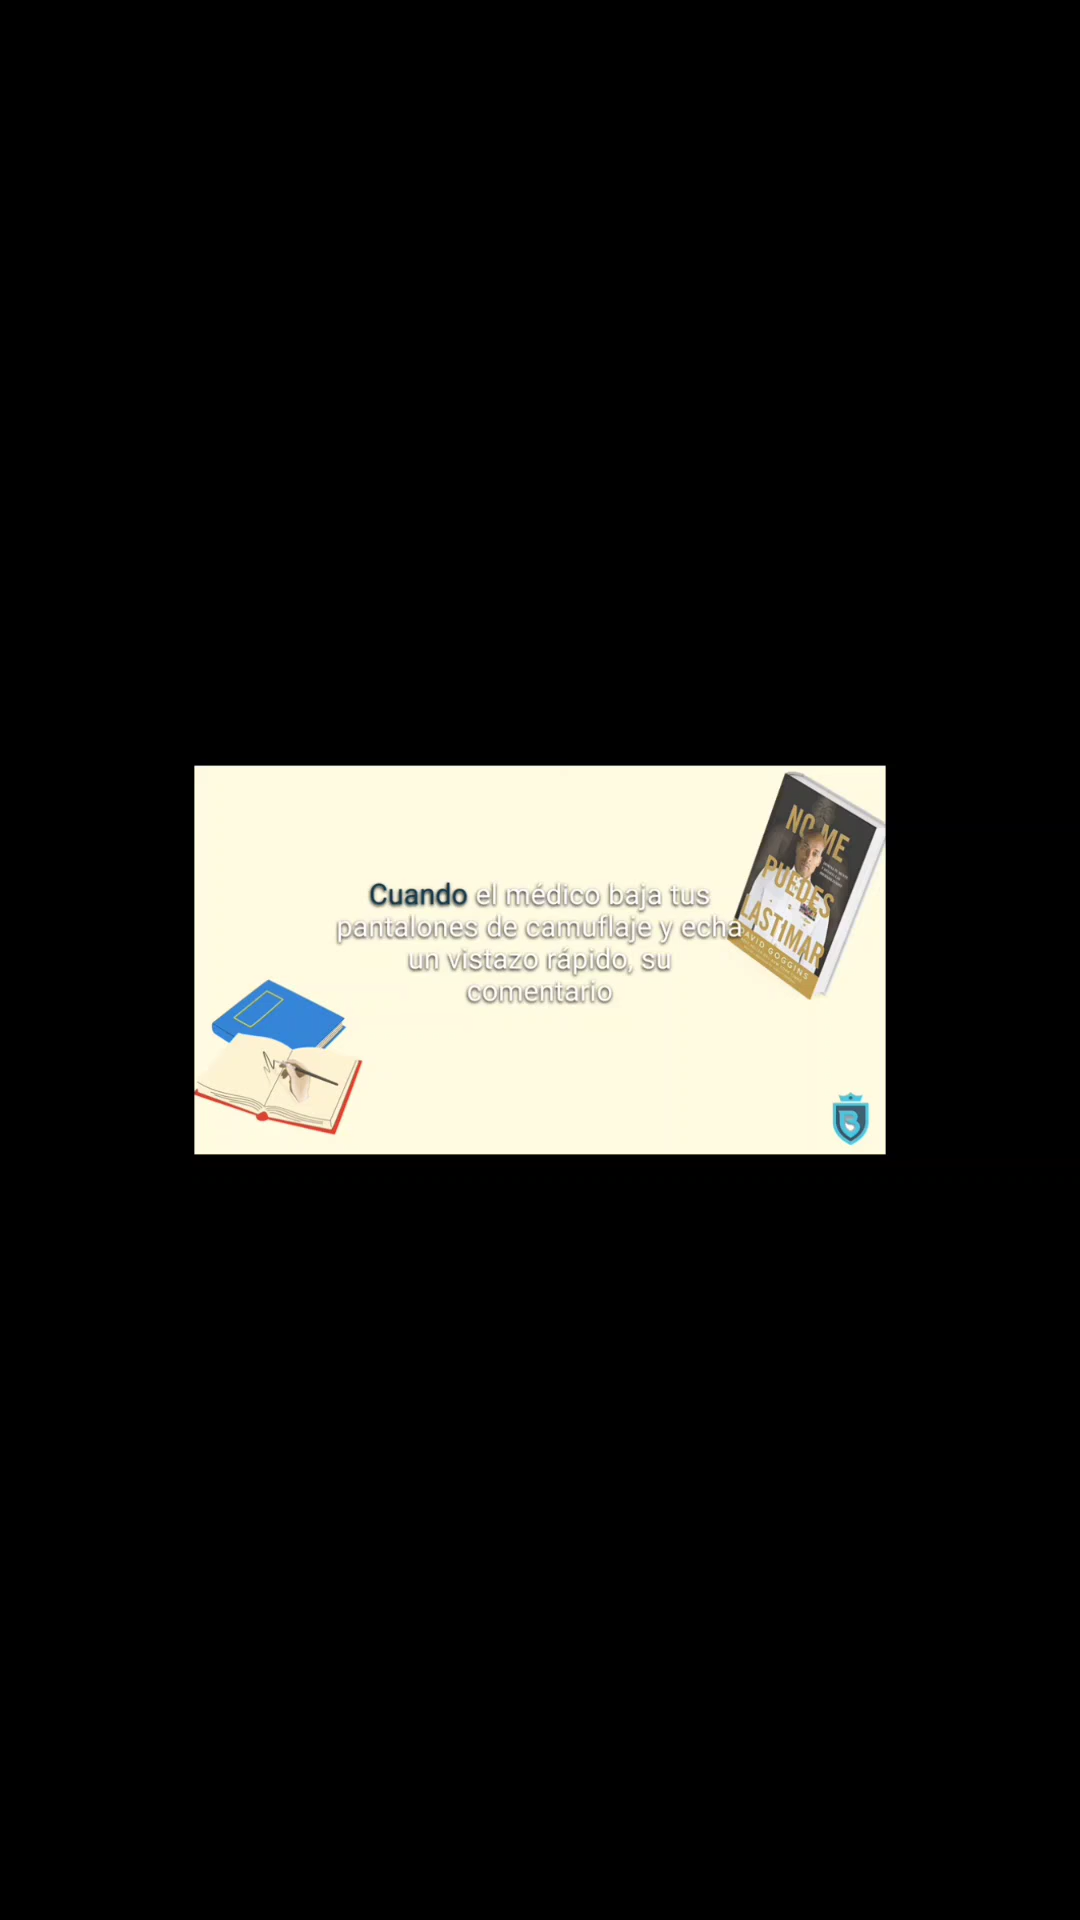 NO ME
PUEDES
LASTIMAR
DAVID GOGGINS
Cuando el médico baja tus
pantalones de camuflaje y echa
un vistazo rápido, su
comentario